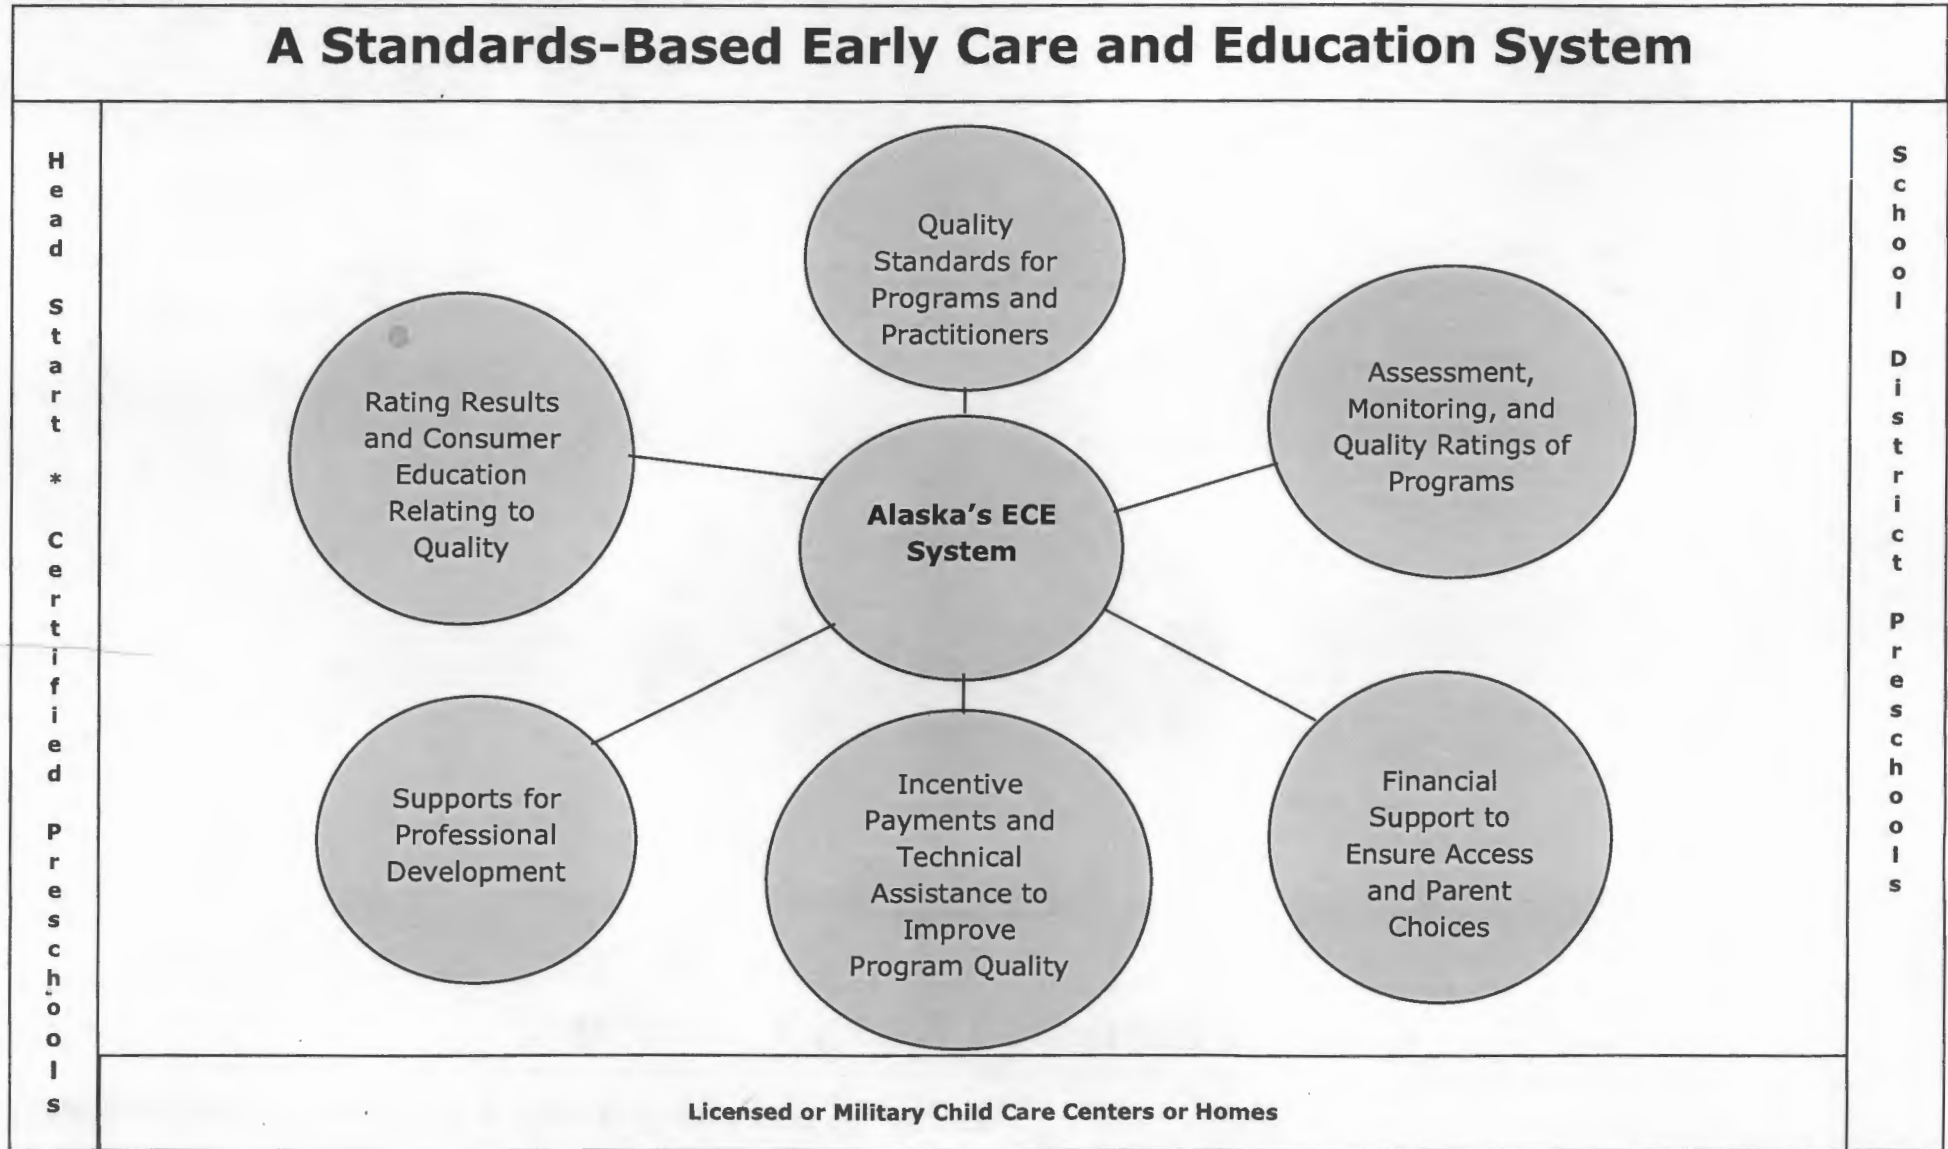 A Standards-Based Early Care and Education System
Head Start * Certified Preschools
Quality
Standards for
Programs and
Practitioners
Assessment,
Monitoring, and
Quality Ratings of
Programs
Rating Results
and Consumer
Education
Relating to
Quality
Alaska's ECE
System
Supports for
Professional
Development
Incentive
Payments and
Technical
Assistance to
Improve
Program Quality
Financial
Support to
Ensure Access
and Parent
Choices
School District Preschools
Licensed or Military Child Care Centers or Homes